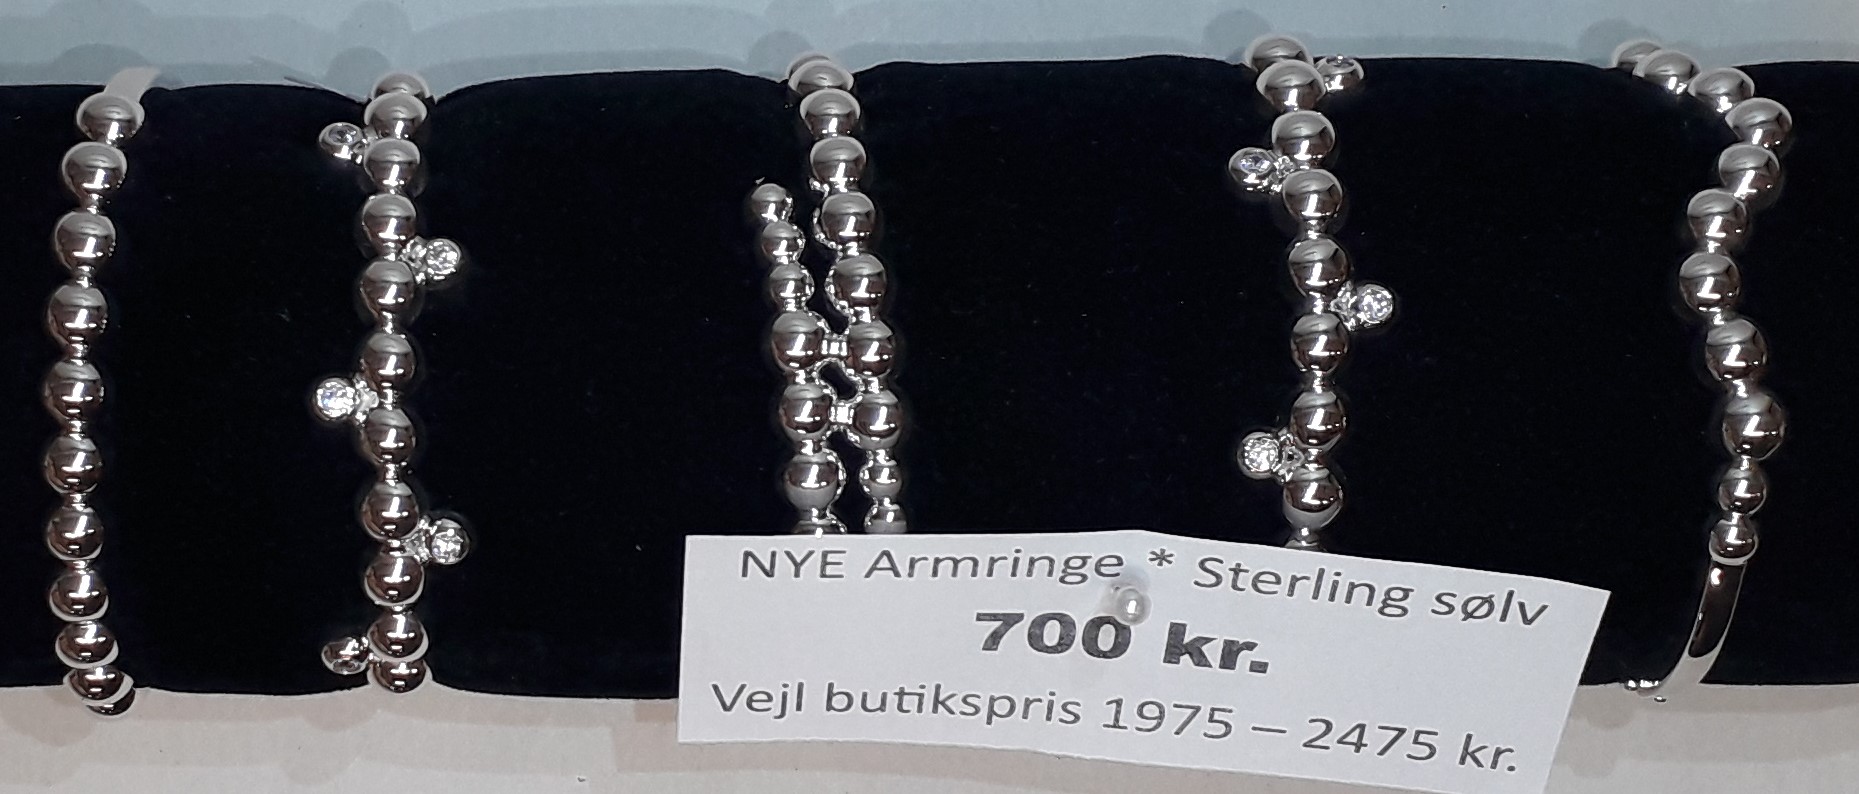 NYE Armringe * Sterling sølv
700 kr.
Vejl butikspris 1975 – 2475 kr.